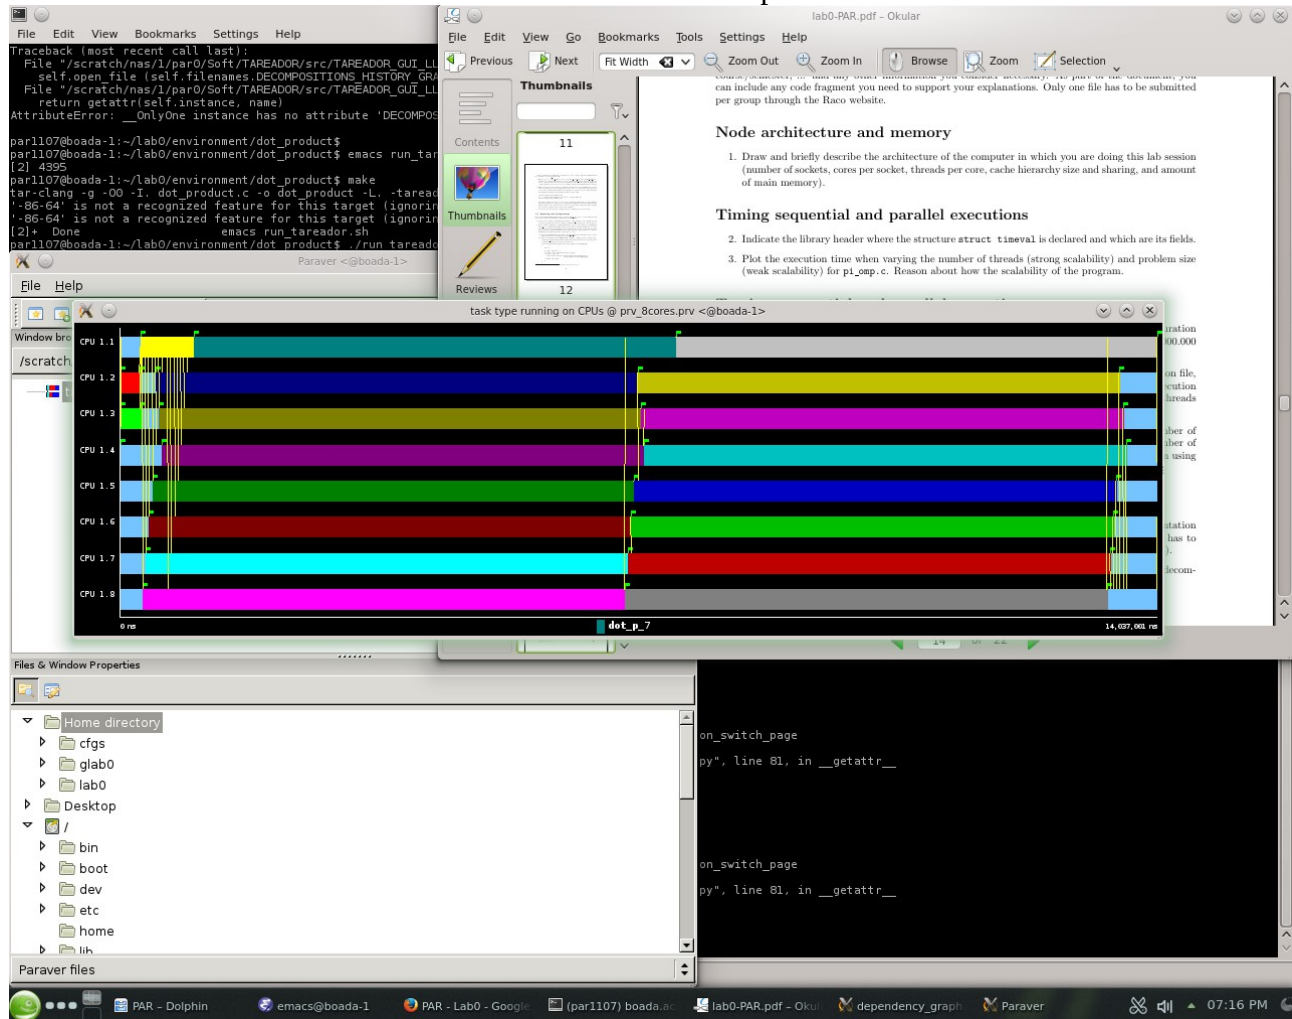 File Edit View Bookmarks Settings Help
Traceback (most recent call last):
File "/scratch/nas/1/par0/Soft/TAREADOR/src/TAREADOR_GUI_LL
self.open_file (self.filenames.DECOMPOSITIONS_HISTORY_GRA
File "/scratch/nas/1/par0/Soft/TAREADOR/src/TAREADOR_GUI_LL
return getattr(self.instance, name)
AttributeError: __OnlyOne instance has no attribute 'DECOMPOS
par1107@boada-1:~/lab0/environment/dot_product$
par1107@boada-1:~/lab0/environment/dot_product$ emacs run_tar
[2] 4395
par1107@boada-1:~/lab0/environment/dot_product$ make
tar-clang -g -O0 -I. dot_product.c -o dot_product -L. -taread
'-86-64' is not a recognized feature for this target (ignorin
'-86-64' is not a recognized feature for this target (ignorin
[2]+ Done emacs run_tareador.sh
par1107@boada-1:~/lab0/environment/dot_product$ ./run_taread
Paraver <@boada-1>
File Help
Window bro
/scratch
lab0-PAR.pdf – Okular
File Edit View Go Bookmarks Tools Settings Help
Previous Next Fit Width Zoom Out Zoom In Browse Zoom Selection
Contents
Thumbnails
Reviews
Thumbnails
11
12
can include any code fragment you need to support your explanations. Only one file has to be submitted
per group through the Raco website.
Node architecture and memory
1. Draw and briefly describe the architecture of the computer in which you are doing this lab session
(number of sockets, cores per socket, threads per core, cache hierarchy size and sharing, and amount
of main memory).
Timing sequential and parallel executions
2. Indicate the library header where the structure struct timeval is declared and which are its fields.
3. Plot the execution time when varying the number of threads (strong scalability) and problem size
(weak scalability) for pi_omp.c. Reason about how the scalability of the program.
on file,
cution
hreads
mber of
mber of
using
ntation
has to
).
decom-
task type running on CPUs @ prv_8cores.prv <@boada-1>
CPU 1.1
CPU 1.2
CPU 1.3
CPU 1.4
CPU 1.5
CPU 1.6
CPU 1.7
CPU 1.8
0 ns
dot_p_7
14,037,001 ns
14 of 22
Files & Window Properties
Home directory
cfgs
glab0
lab0
Desktop
/
bin
boot
dev
etc
home
lib
Paraver files
on_switch_page
py", line 81, in __getattr__
on_switch_page
py", line 81, in __getattr__
PAR – Dolphin emacs@boada-1 PAR - Lab0 - Google (par1107) boada.ac lab0-PAR.pdf – Okul dependency_graph Paraver 07:16 PM